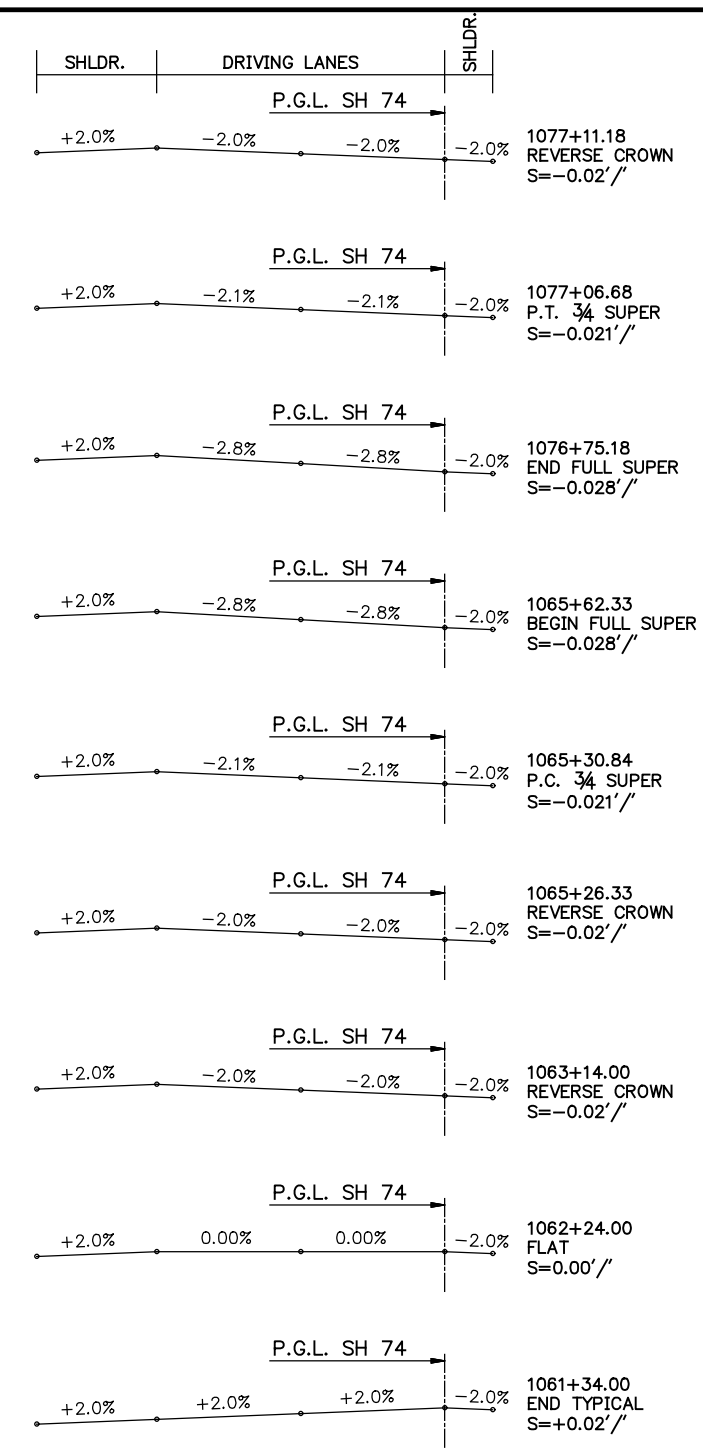 SHLDR.
DRIVING LANES
SHLDR.
P.G.L. SH 74
+2.0%
−2.0%
−2.0%
−2.0%
1077+11.18
REVERSE CROWN
S=−0.02'/'
P.G.L. SH 74
+2.0%
−2.1%
−2.1%
−2.0%
1077+06.68
P.T. ¾ SUPER
S=−0.021'/'
P.G.L. SH 74
+2.0%
−2.8%
−2.8%
−2.0%
1076+75.18
END FULL SUPER
S=−0.028'/'
P.G.L. SH 74
+2.0%
−2.8%
−2.8%
−2.0%
1065+62.33
BEGIN FULL SUPER
S=−0.028'/'
P.G.L. SH 74
+2.0%
−2.1%
−2.1%
−2.0%
1065+30.84
P.C. ¾ SUPER
S=−0.021'/'
P.G.L. SH 74
+2.0%
−2.0%
−2.0%
−2.0%
1065+26.33
REVERSE CROWN
S=−0.02'/'
P.G.L. SH 74
+2.0%
−2.0%
−2.0%
−2.0%
1063+14.00
REVERSE CROWN
S=−0.02'/'
P.G.L. SH 74
+2.0%
0.00%
0.00%
−2.0%
1062+24.00
FLAT
S=0.00'/'
P.G.L. SH 74
+2.0%
+2.0%
+2.0%
−2.0%
1061+34.00
END TYPICAL
S=+0.02'/'